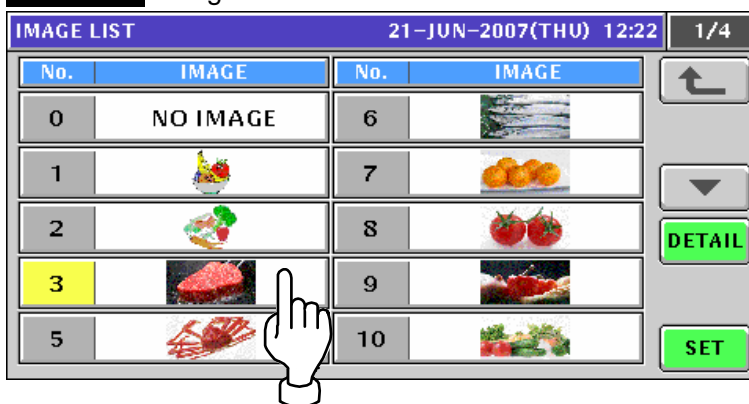 IMAGE LIST 21-JUN-2007(THU) 12:22 1/4
No. IMAGE No. IMAGE
0 NO IMAGE 6
1 7
2 8
DETAIL
3 9
5 10
SET